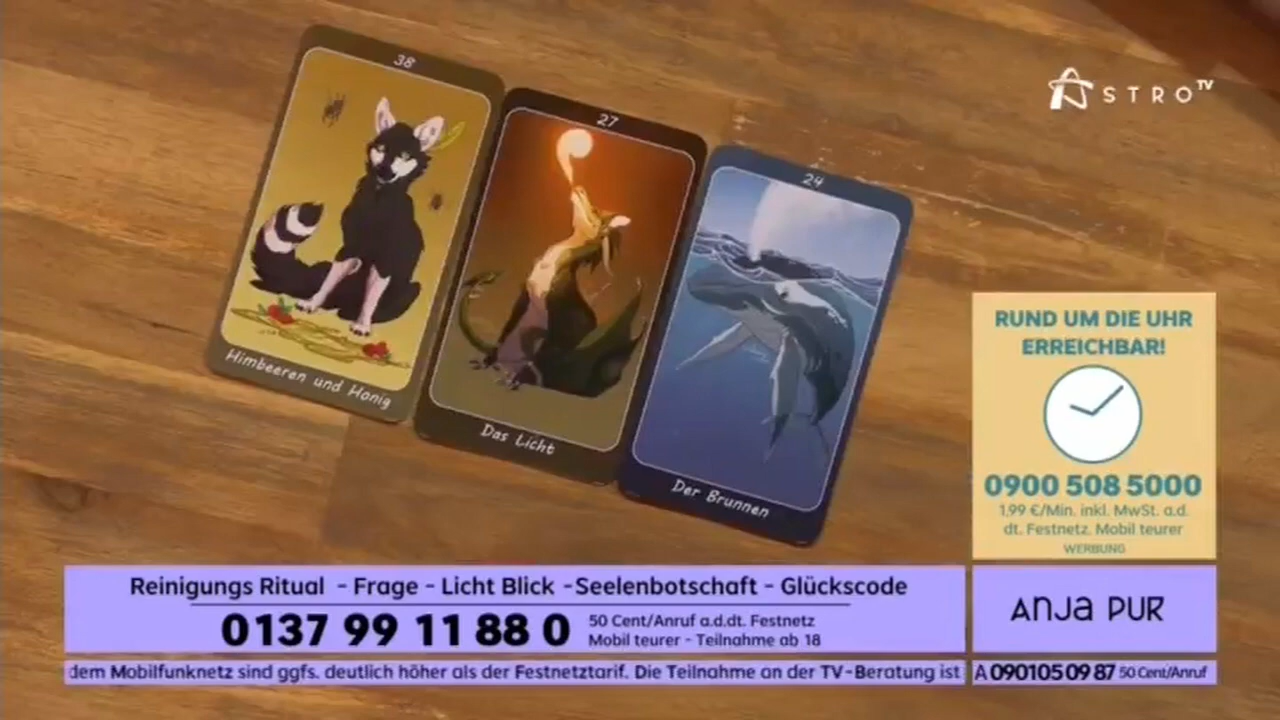 38
Himbeeren und Honig
27
Das Licht
24
Der Brunnen
ASTRO TV
RUND UM DIE UHR
ERREICHBAR!
0900 508 5000
1,99 €/Min. inkl. MwSt. a.d.
dt. Festnetz. Mobil teurer
WERBUNG
Reinigungs Ritual - Frage - Licht Blick -Seelenbotschaft - Glückscode
0137 99 11 88 0
50 Cent/Anruf a.d.dt. Festnetz
Mobil teurer - Teilnahme ab 18
ANJA PUR
dem Mobilfunknetz sind ggfs. deutlich höher als der Festnetztarif. Die Teilnahme an der TV-Beratung ist
A 090105 09 87 50 Cent/Anruf